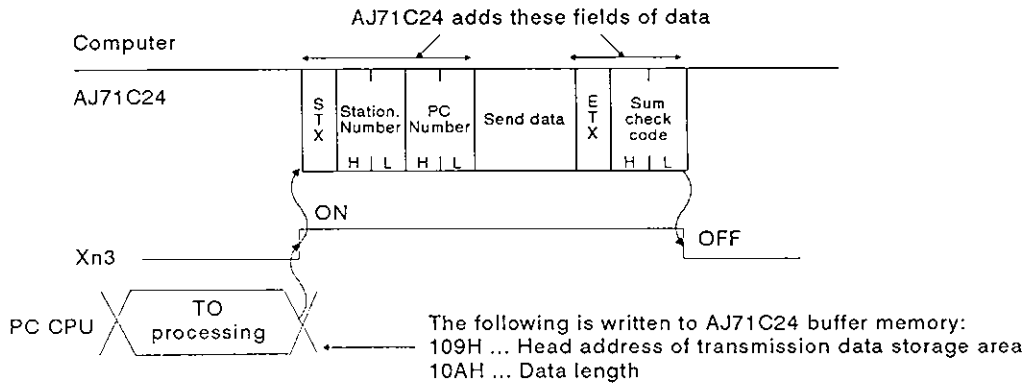 AJ71C24 adds these fields of data
Computer
AJ71C24
STX
Station. Number
H L
PC Number
H L
Send data
ETX
Sum check code
H L
ON
OFF
Xn3
PC CPU
TO processing
The following is written to AJ71C24 buffer memory:
109H ... Head address of transmission data storage area
10AH ... Data length